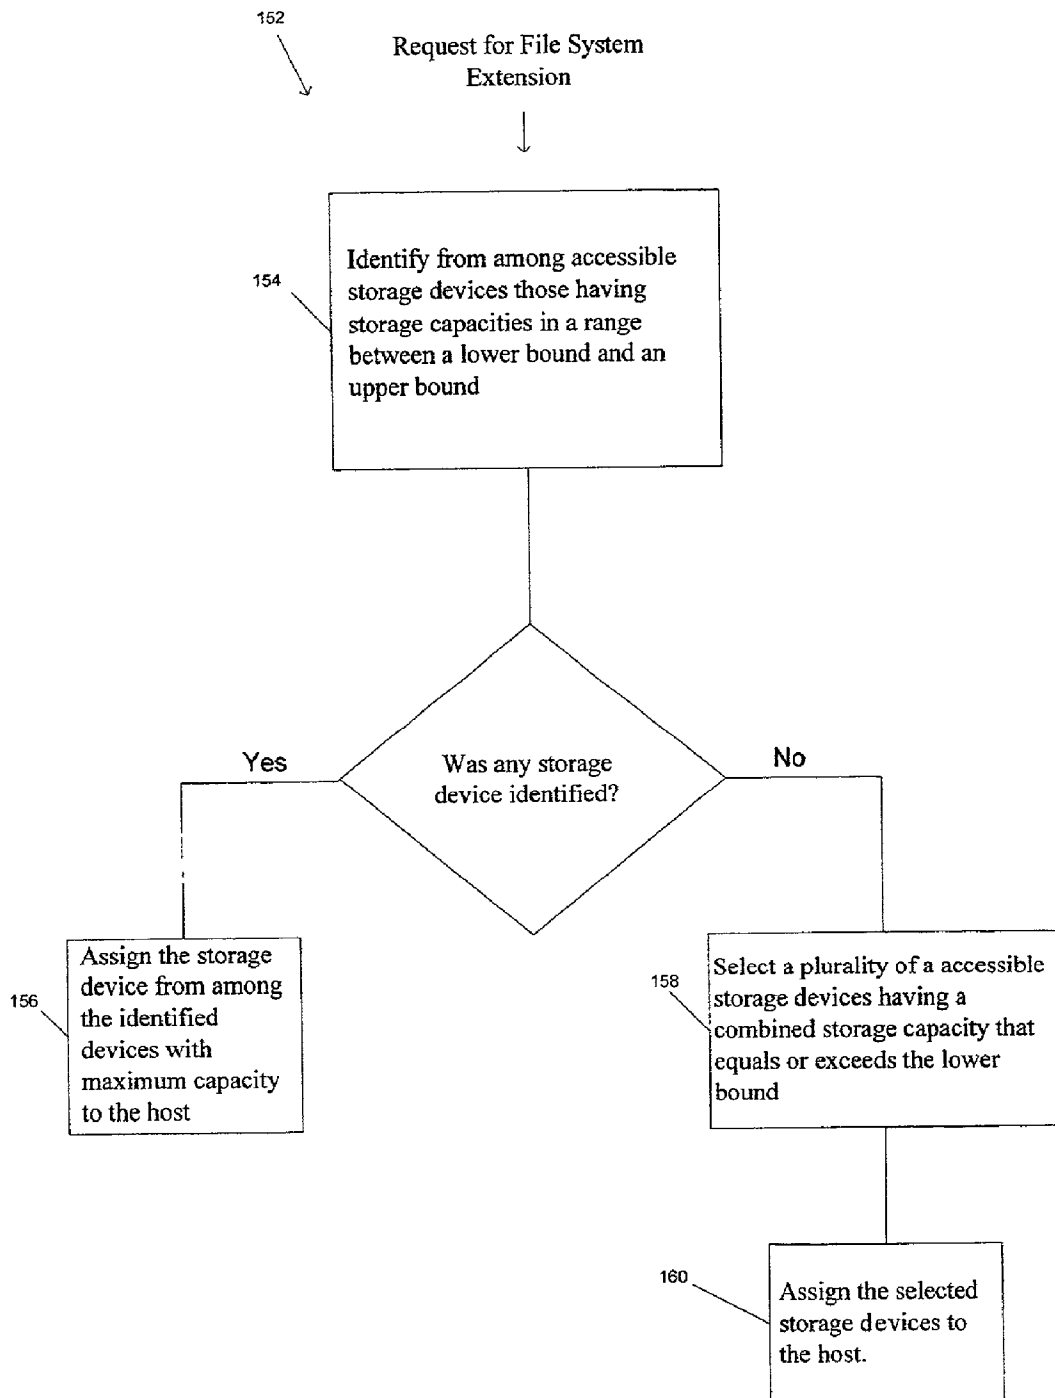 152
Request for File System
Extension
154
Identify from among accessible
storage devices those having
storage capacities in a range
between a lower bound and an
upper bound
Was any storage
device identified?
Yes
No
156
Assign the storage
device from among
the identified
devices with
maximum capacity
to the host
158
Select a plurality of a accessible
storage devices having a
combined storage capacity that
equals or exceeds the lower
bound
160
Assign the selected
storage devices to
the host.